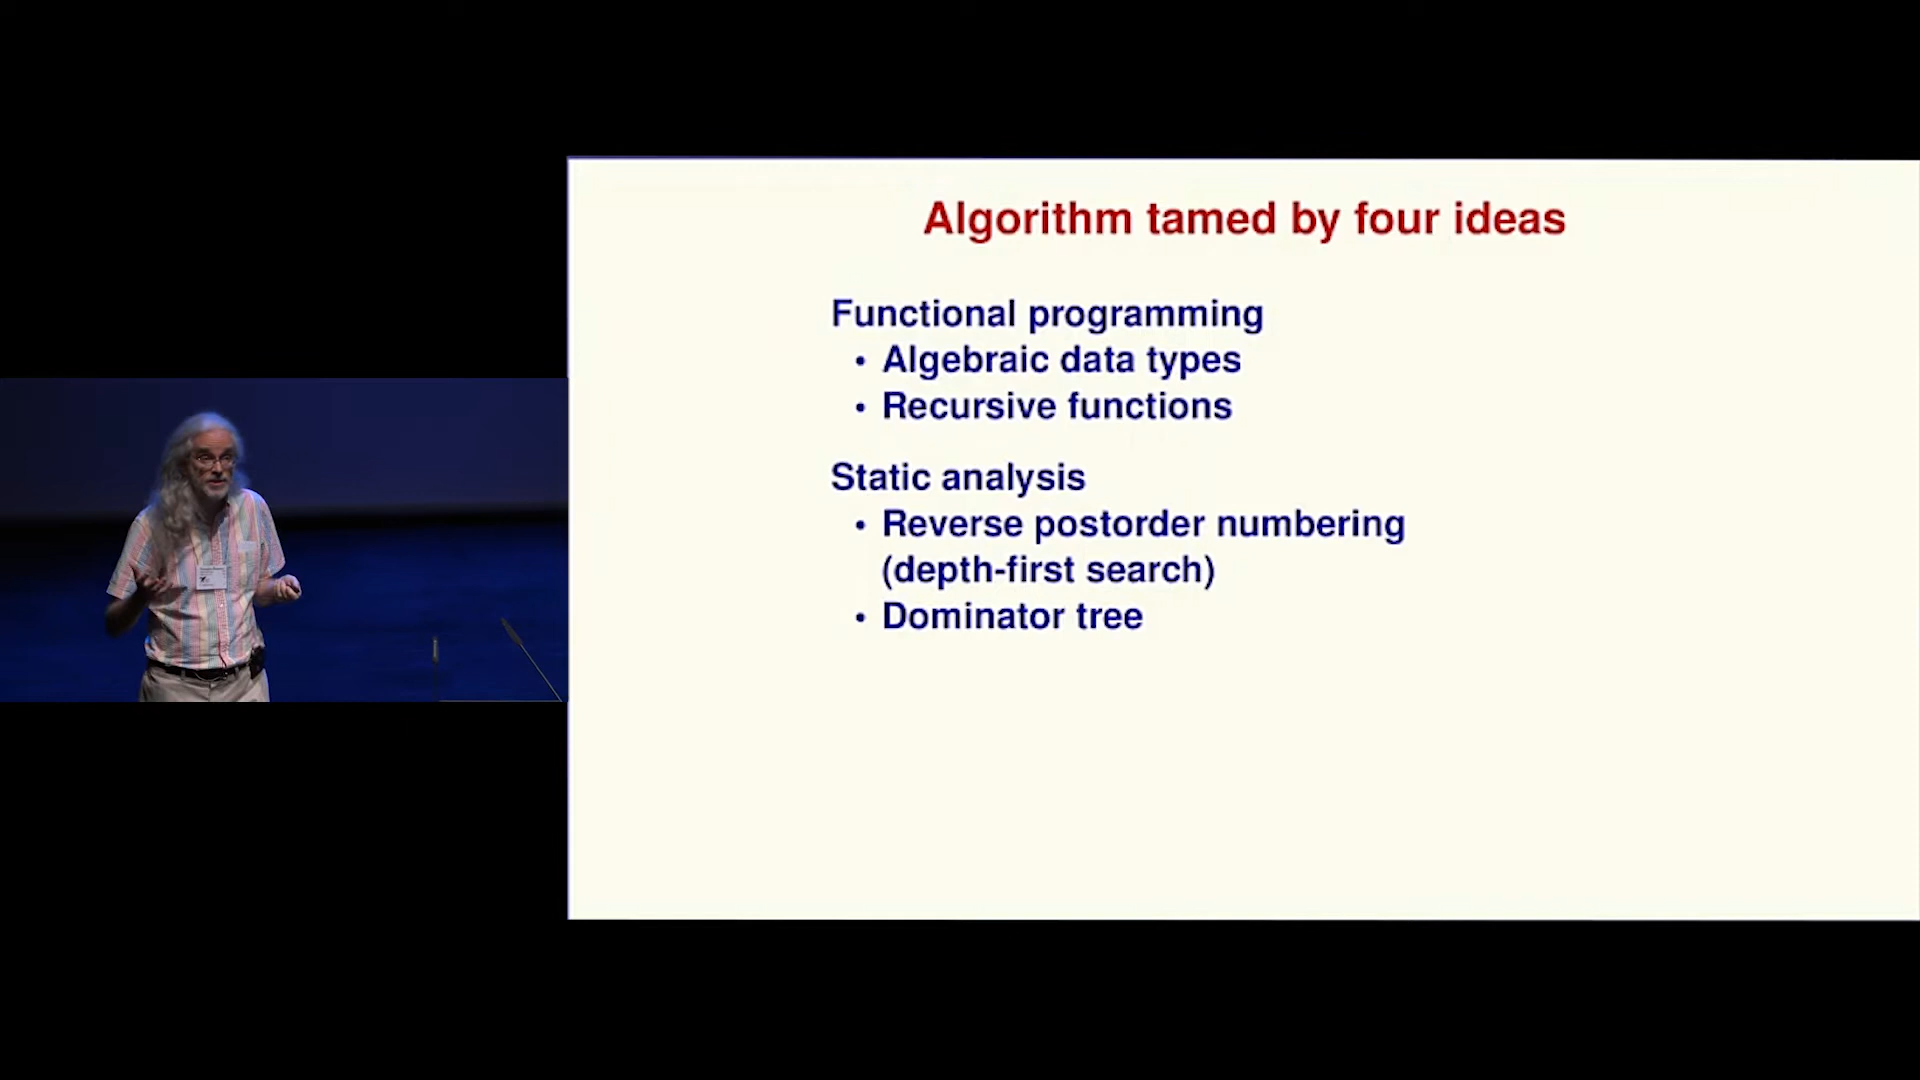 Algorithm tamed by four ideas
Functional programming
• Algebraic data types
• Recursive functions
Static analysis
• Reverse postorder numbering
(depth-first search)
• Dominator tree